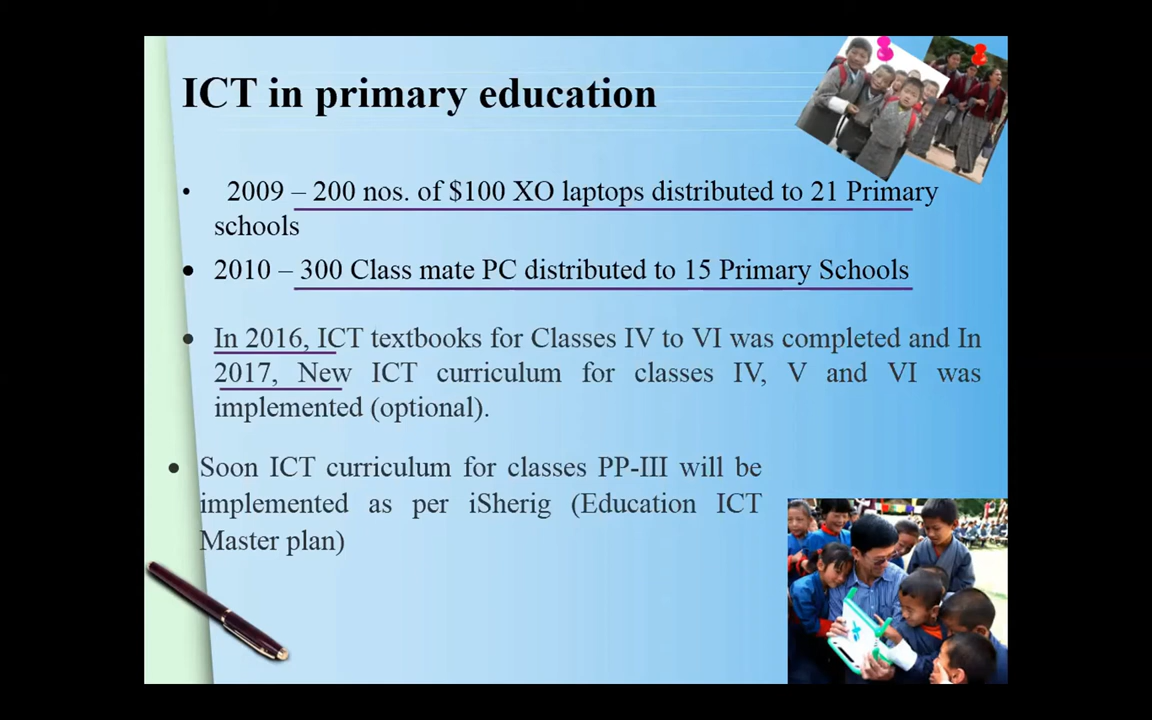 ICT in primary education
• 2009 – 200 nos. of $100 XO laptops distributed to 21 Primary
schools
• 2010 – 300 Class mate PC distributed to 15 Primary Schools
• In 2016, ICT textbooks for Classes IV to VI was completed and In
2017, New ICT curriculum for classes IV, V and VI was
implemented (optional).
• Soon ICT curriculum for classes PP-III will be
implemented as per iSherig (Education ICT
Master plan)